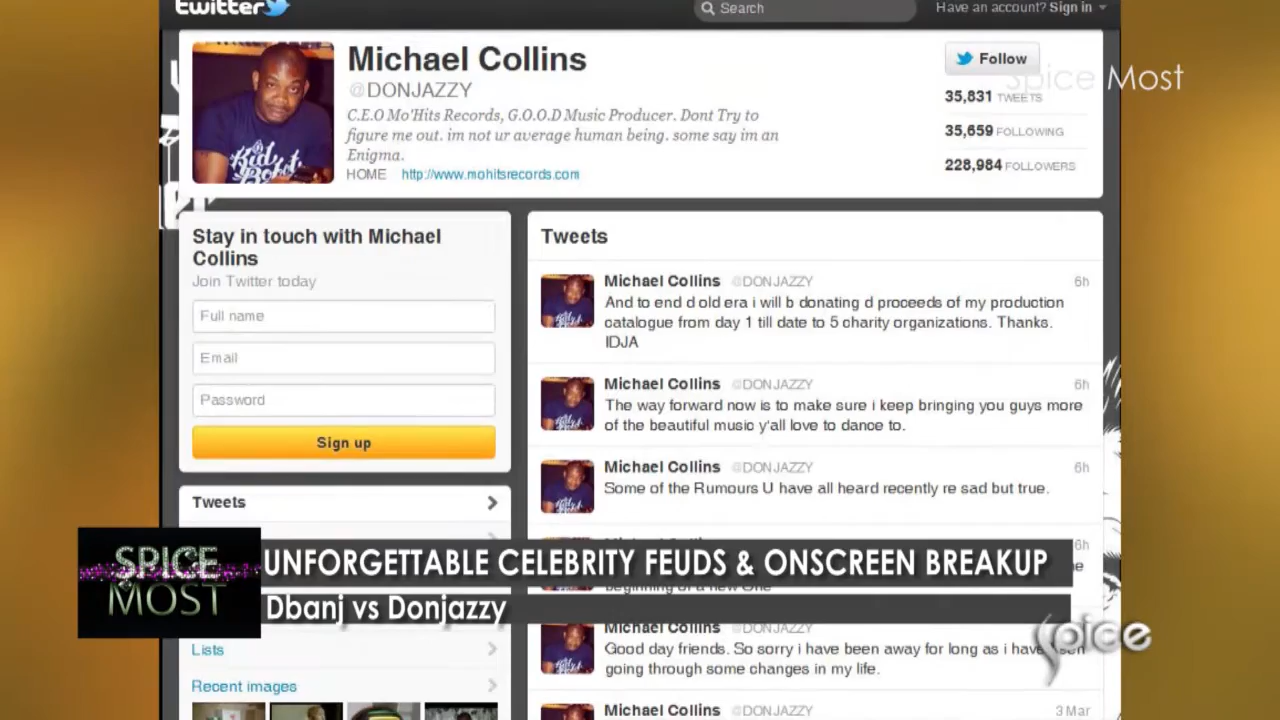 twitter
Search
Have an account? Sign in
Michael Collins
@DONJAZZY
C.E.O Mo'Hits Records, G.O.O.D Music Producer. Dont Try to
figure me out. im not ur average human being. some say im an
Enigma.
HOME http://www.mohitsrecords.com
Follow
Spice Most
35,831 TWEETS
35,659 FOLLOWING
228,984 FOLLOWERS
Stay in touch with Michael
Collins
Join Twitter today
Full name
Email
Password
Sign up
Tweets
Lists
Recent images
Tweets
Michael Collins @DONJAZZY 6h
And to end d old era i will b donating d proceeds of my production
catalogue from day 1 till date to 5 charity organizations. Thanks.
IDJA
Michael Collins @DONJAZZY 6h
The way forward now is to make sure i keep bringing you guys more
of the beautiful music y'all love to dance to.
Michael Collins @DONJAZZY 6h
Some of the Rumours U have all heard recently re sad but true.
6h
beginning of a new One
Michael Collins @DONJAZZY
Good day friends. So sorry i have been away for long as i have
going through some changes in my life.
Michael Collins @DONJAZZY 3 Mar
SPICE
MOST
UNFORGETTABLE CELEBRITY FEUDS & ONSCREEN BREAKUP
Dbanj vs Donjazzy
Spice